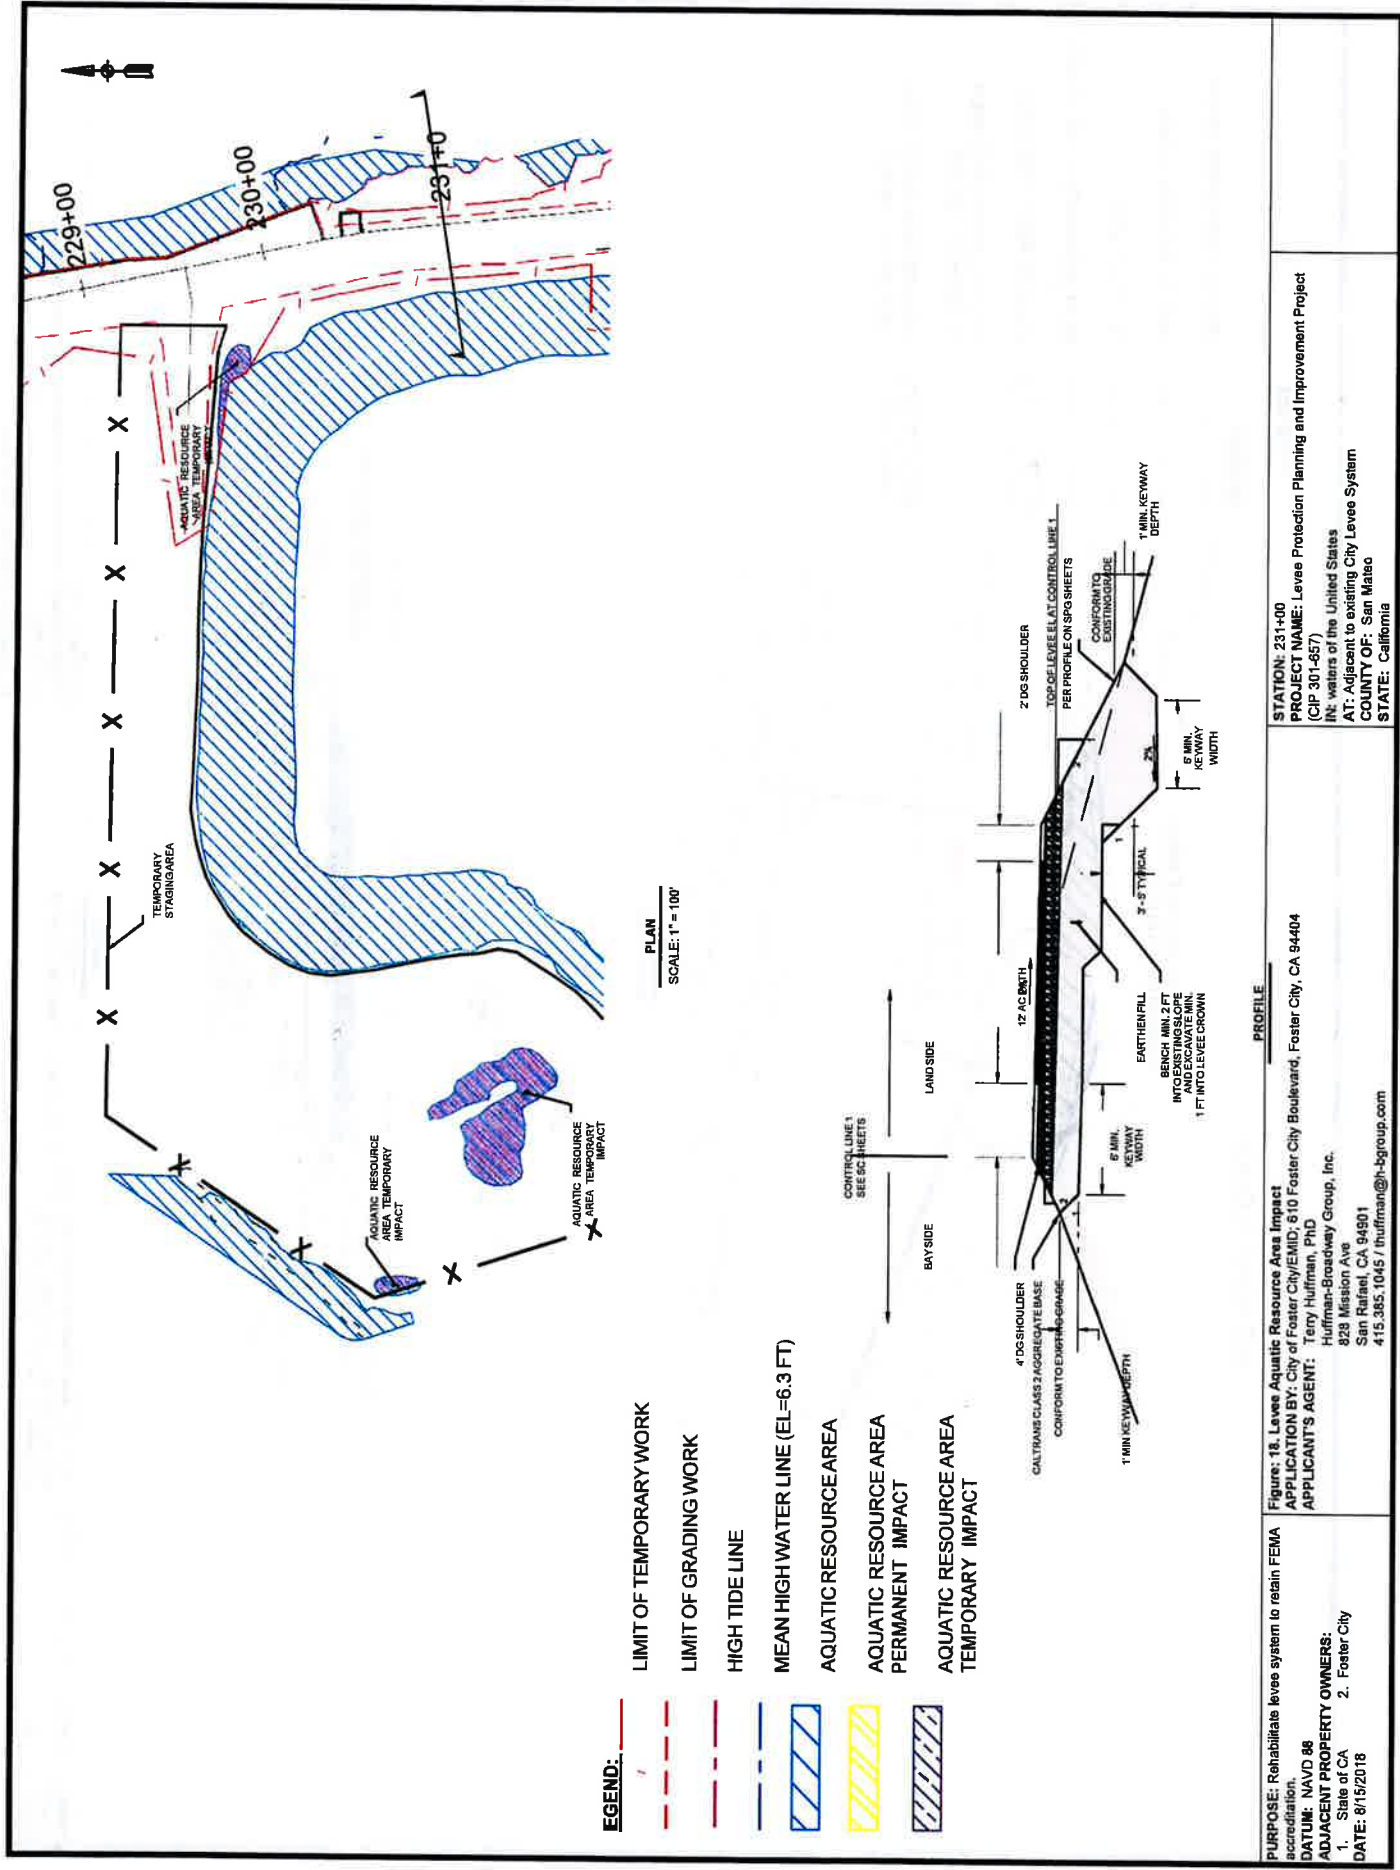 229+00
230+00
231+0
AQUATIC RESOURCE
AREA TEMPORARY
IMPACT
TEMPORARY
STAGINGAREA
X X X X X
X X X X
AQUATIC RESOURCE
AREA TEMPORARY
IMPACT
AQUATIC RESOURCE
AREA TEMPORARY
IMPACT
PLAN
SCALE: 1" = 100'
EGEND:
LIMIT OF TEMPORARY WORK
LIMIT OF GRADING WORK
HIGH TIDE LINE
MEAN HIGH WATER LINE (EL=6.3 FT)
AQUATIC RESOURCE AREA
AQUATIC RESOURCE AREA
PERMANENT IMPACT
AQUATIC RESOURCE AREA
TEMPORARY IMPACT
CONTROL LINE 1
SEE SC SHEETS
BAYSIDE
LANDSIDE
4' DG SHOULDER
CALTRANS CLASS 2 AGGREGATE BASE
CONFORM TO EXISTING GRADE
1' MIN KEYWAY DEPTH
12' AC PATH
2' DG SHOULDER
TOP OF LEVEE EL AT CONTROL LINE 1
PER PROFILE ON SPG SHEETS
CONFORM TO
EXISTING GRADE
1' MIN. KEYWAY
DEPTH
6' MIN.
KEYWAY
WIDTH
EARTHEN FILL
BENCH MIN. 2 FT
INTO EXISTING SLOPE
AND EXCAVATE MIN.
1 FT INTO LEVEE CROWN
3' - 5' TYPICAL
2%
6' MIN.
KEYWAY
WIDTH
PROFILE
PURPOSE: Rehabilitate levee system to retain FEMA
accreditation.
DATUM: NAVD 88
ADJACENT PROPERTY OWNERS:
1. State of CA 2. Foster City
DATE: 8/15/2018
Figure: 18. Levee Aquatic Resource Area Impact
APPLICATION BY: City of Foster City/EMID; 610 Foster City Boulevard, Foster City, CA 94404
APPLICANT'S AGENT: Terry Huffman, PhD
Huffman-Broadway Group, Inc.
828 Mission Ave
San Rafael, CA 94901
415.385.1045 / thuffman@h-bgroup.com
STATION: 231+00
PROJECT NAME: Levee Protection Planning and Improvement Project
(CIP 301-657)
IN: waters of the United States
AT: Adjacent to existing City Levee System
COUNTY OF: San Mateo
STATE: California